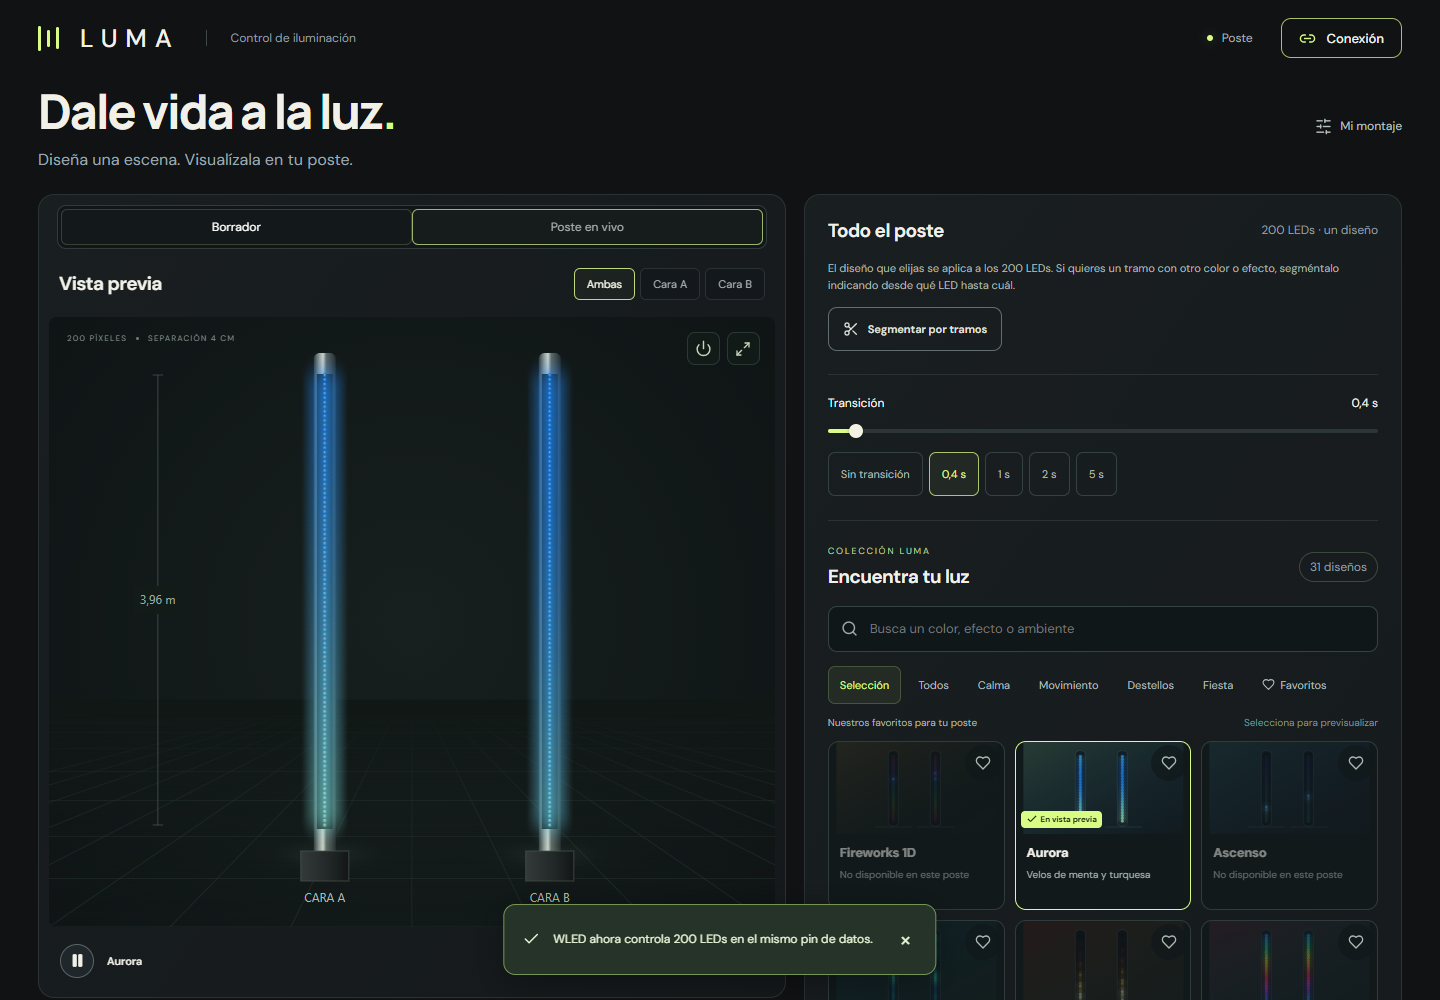 LUMA
Control de iluminación
Poste
Conexión
Dale vida a la luz.
Diseña una escena. Visualízala en tu poste.
Mi montaje
Borrador
Poste en vivo
Vista previa
Ambas
Cara A
Cara B
200 PÍXELES • SEPARACIÓN 4 CM
3,96 m
CARA A
CARA B
Aurora
Todo el poste
200 LEDs · un diseño
El diseño que elijas se aplica a los 200 LEDs. Si quieres un tramo con otro color o efecto, segméntalo
indicando desde qué LED hasta cuál.
Segmentar por tramos
Transición
0,4 s
Sin transición
0,4 s
1 s
2 s
5 s
COLECCIÓN LUMA
Encuentra tu luz
31 diseños
Busca un color, efecto o ambiente
Selección
Todos
Calma
Movimiento
Destellos
Fiesta
Favoritos
Nuestros favoritos para tu poste
Selecciona para previsualizar
Fireworks 1D
No disponible en este poste
En vista previa
Aurora
Velos de menta y turquesa
Ascenso
No disponible en este poste
WLED ahora controla 200 LEDs en el mismo pin de datos.